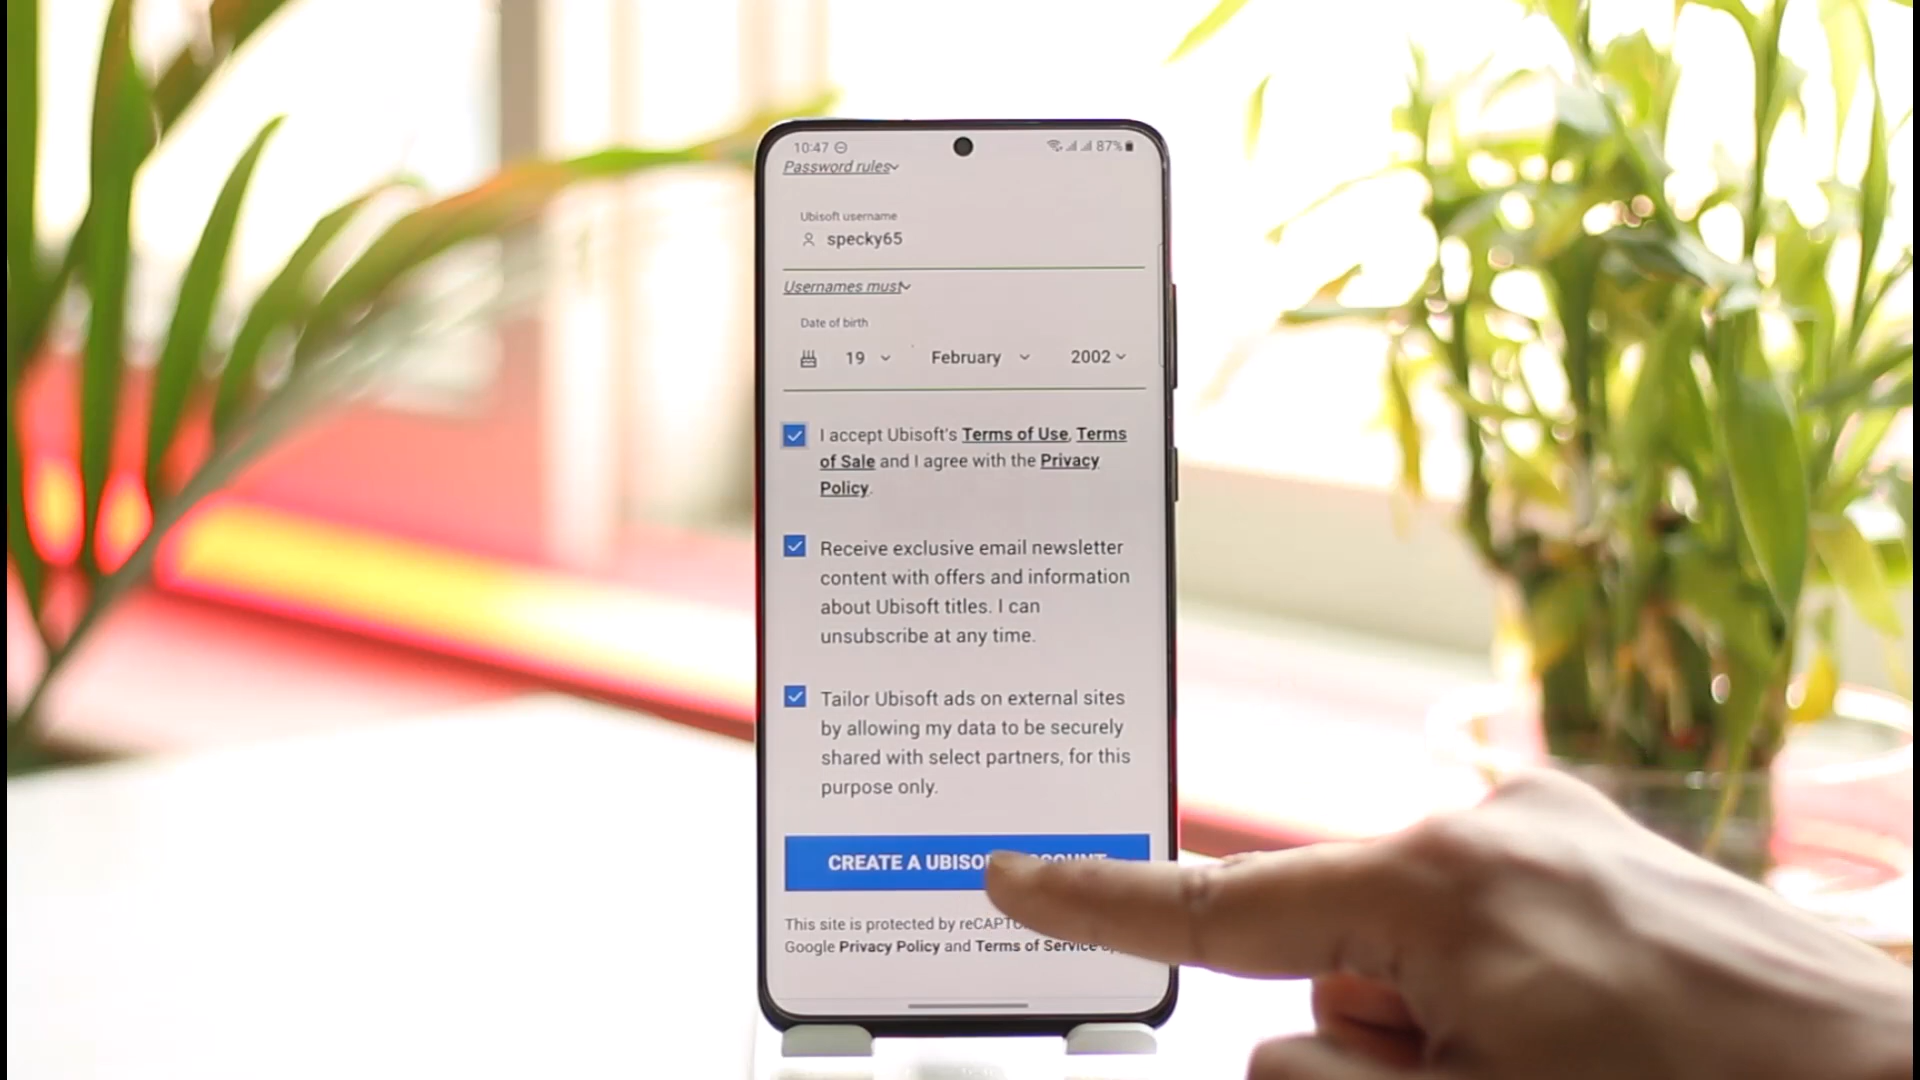 10:47 87%
Password rules
Ubisoft username
specky65
Usernames must
Date of birth
19 February 2002
I accept Ubisoft's Terms of Use, Terms
of Sale and I agree with the Privacy
Policy.
Receive exclusive email newsletter
content with offers and information
about Ubisoft titles. I can
unsubscribe at any time.
Tailor Ubisoft ads on external sites
by allowing my data to be securely
shared with select partners, for this
purpose only.
CREATE A UBISOFT ACCOUNT
This site is protected by
Google Privacy Policy and Terms of Service